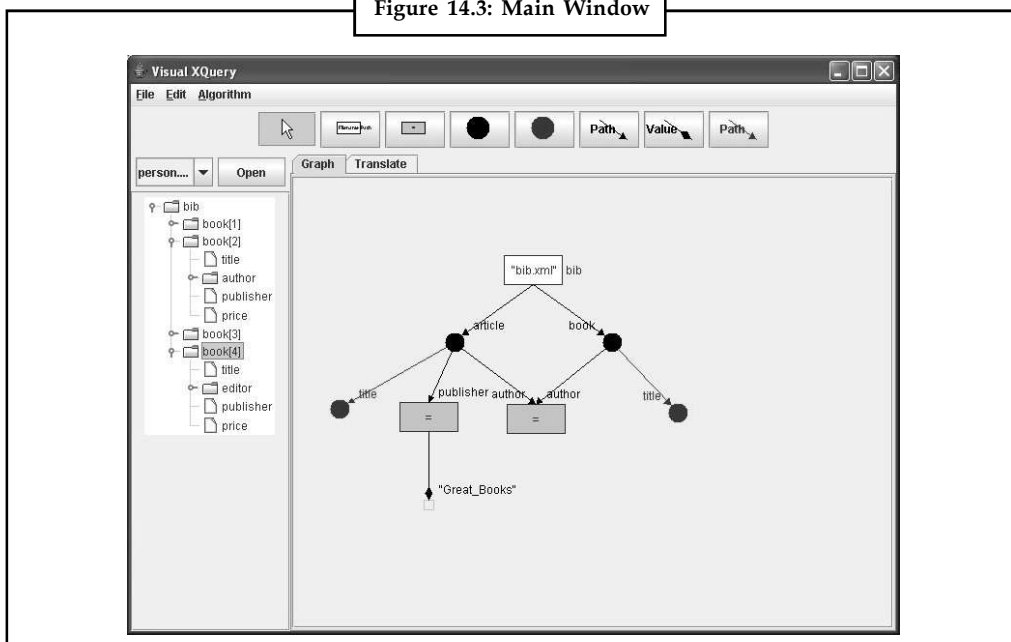 Figure 14.3: Main Window
Visual XQuery
File Edit Algorithm
Path Value Path
person.... Open
Graph Translate
bib
book[1]
book[2]
title
author
publisher
price
book[3]
book[4]
title
editor
publisher
price
"bib.xml" bib
article book
title publisher author author title
= =
"Great_Books"